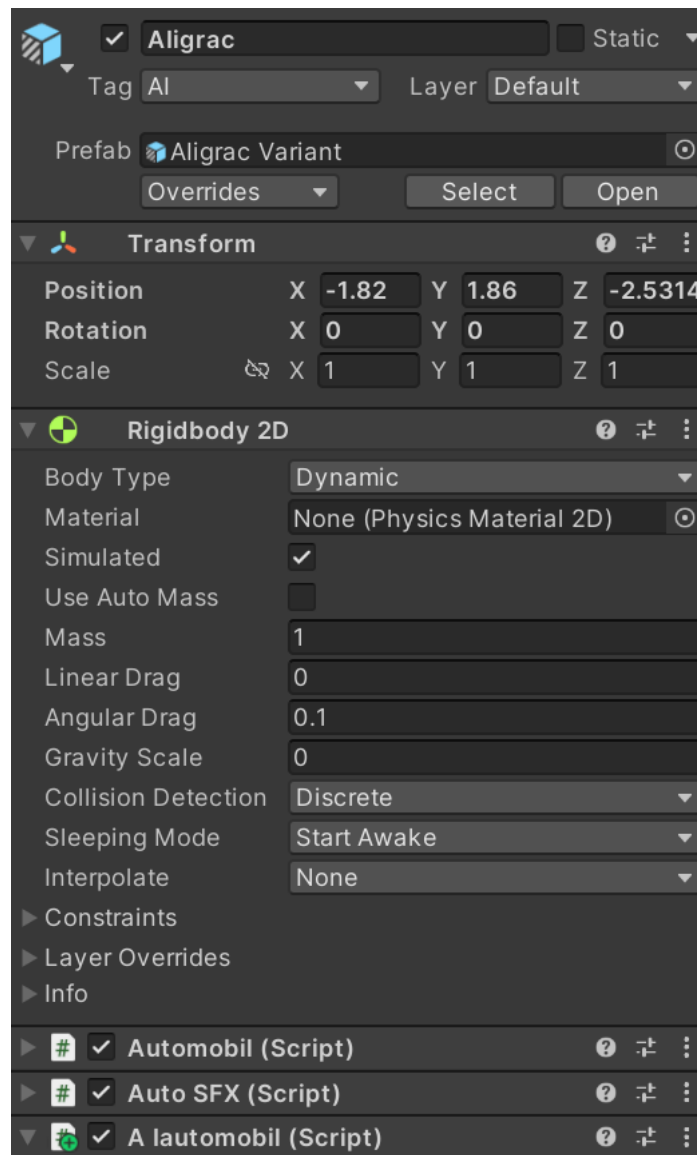 Aligrac Static
Tag AI Layer Default
Prefab Aligrac Variant
Overrides Select Open
Transform
Position X -1.82 Y 1.86 Z -2.5314
Rotation X 0 Y 0 Z 0
Scale X 1 Y 1 Z 1
Rigidbody 2D
Body Type Dynamic
Material None (Physics Material 2D)
Simulated
Use Auto Mass
Mass 1
Linear Drag 0
Angular Drag 0.1
Gravity Scale 0
Collision Detection Discrete
Sleeping Mode Start Awake
Interpolate None
Constraints
Layer Overrides
Info
# Automobil (Script)
# Auto SFX (Script)
# A Iautomobil (Script)